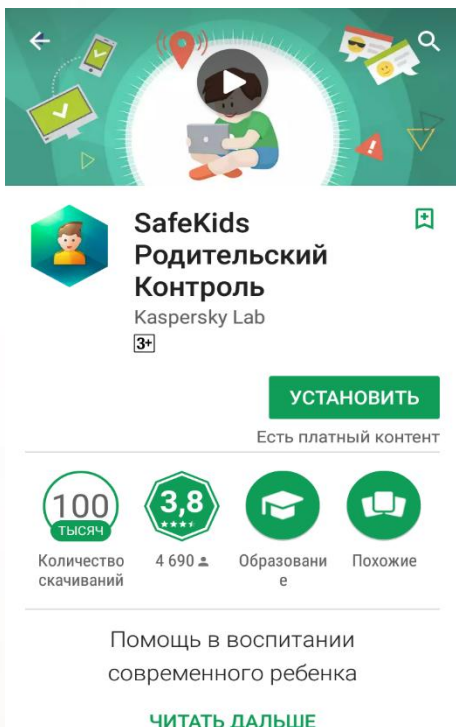 SafeKids
Родительский
Контроль
Kaspersky Lab
3+
УСТАНОВИТЬ
Есть платный контент
100
ТЫСЯЧ
Количество
скачиваний
3,8
4 690
Образовани
е
Похожие
Помощь в воспитании
современного ребенка
ЧИТАТЬ ДАЛЬШЕ